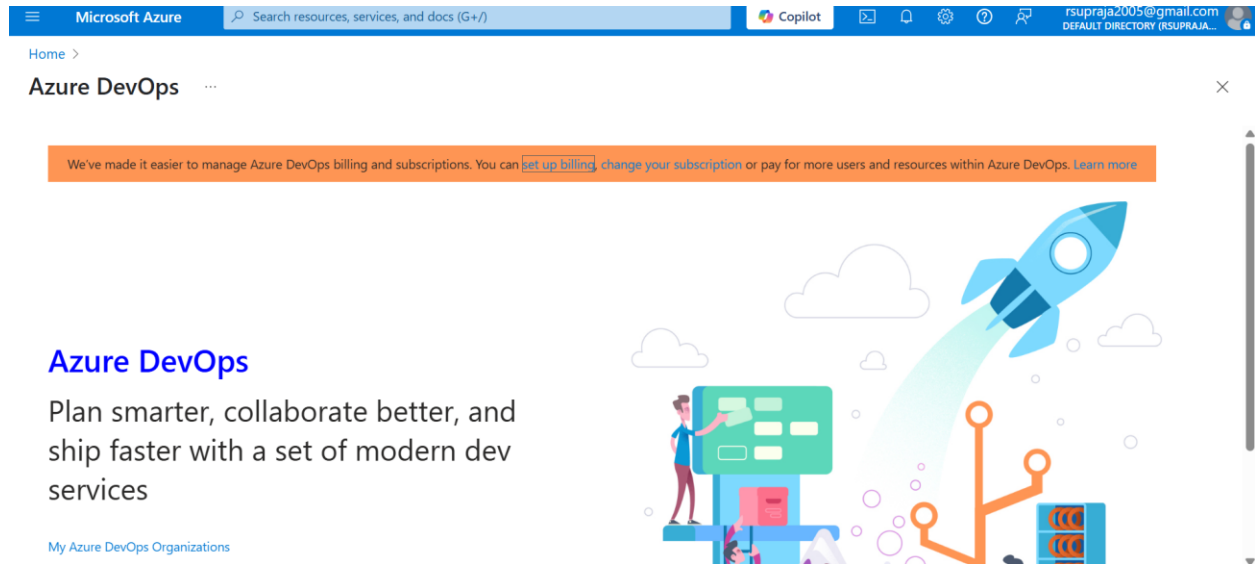 Microsoft Azure
Search resources, services, and docs (G+/)
Copilot
rsupraja2005@gmail.com
DEFAULT DIRECTORY (RSUPRAJA...
Home >
Azure DevOps ...
We've made it easier to manage Azure DevOps billing and subscriptions. You can set up billing, change your subscription or pay for more users and resources within Azure DevOps. Learn more
Azure DevOps
Plan smarter, collaborate better, and
ship faster with a set of modern dev
services
My Azure DevOps Organizations